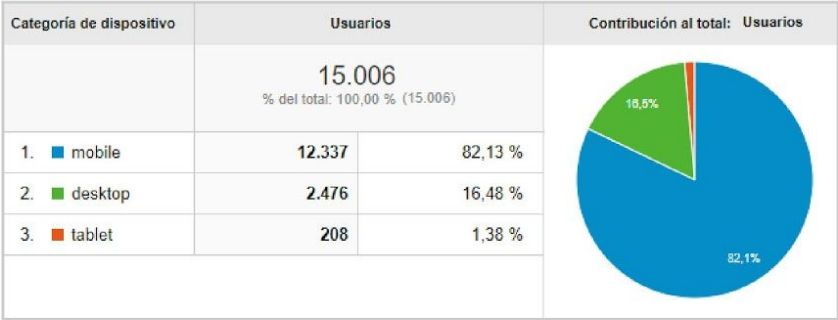 Categoría de dispositivo Usuarios Contribución al total: Usuarios
15.006
% del total: 100,00 % (15.006)
1. mobile 12.337 82,13 %
2. desktop 2.476 16,48 %
3. tablet 208 1,38 %
16,5%
82,1%